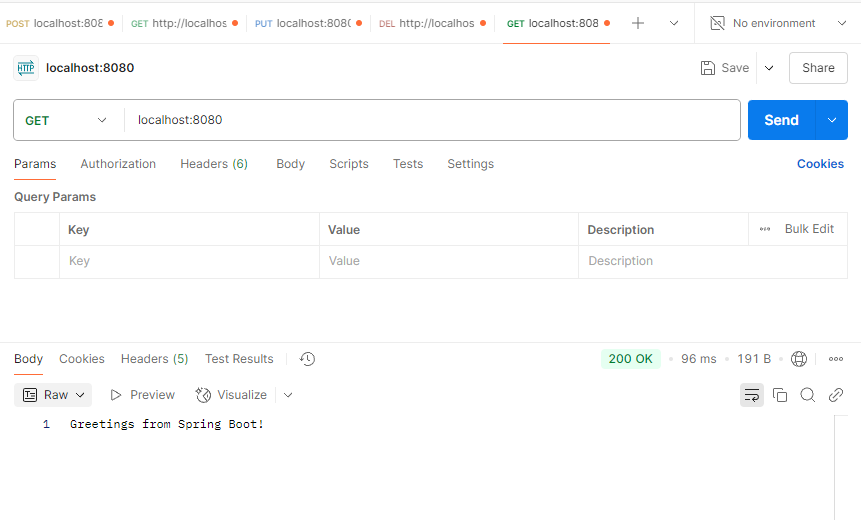 POST localhost:808 GET http://localhos PUT localhost:8080 DEL http://localhos GET localhost:808 No environment
HTTP localhost:8080 Save Share
GET localhost:8080 Send
Params Authorization Headers (6) Body Scripts Tests Settings Cookies
Query Params
Key Value Description Bulk Edit
Key Value Description
Body Cookies Headers (5) Test Results 200 OK • 96 ms • 191 B •
Raw Preview Visualize
1 Greetings from Spring Boot!